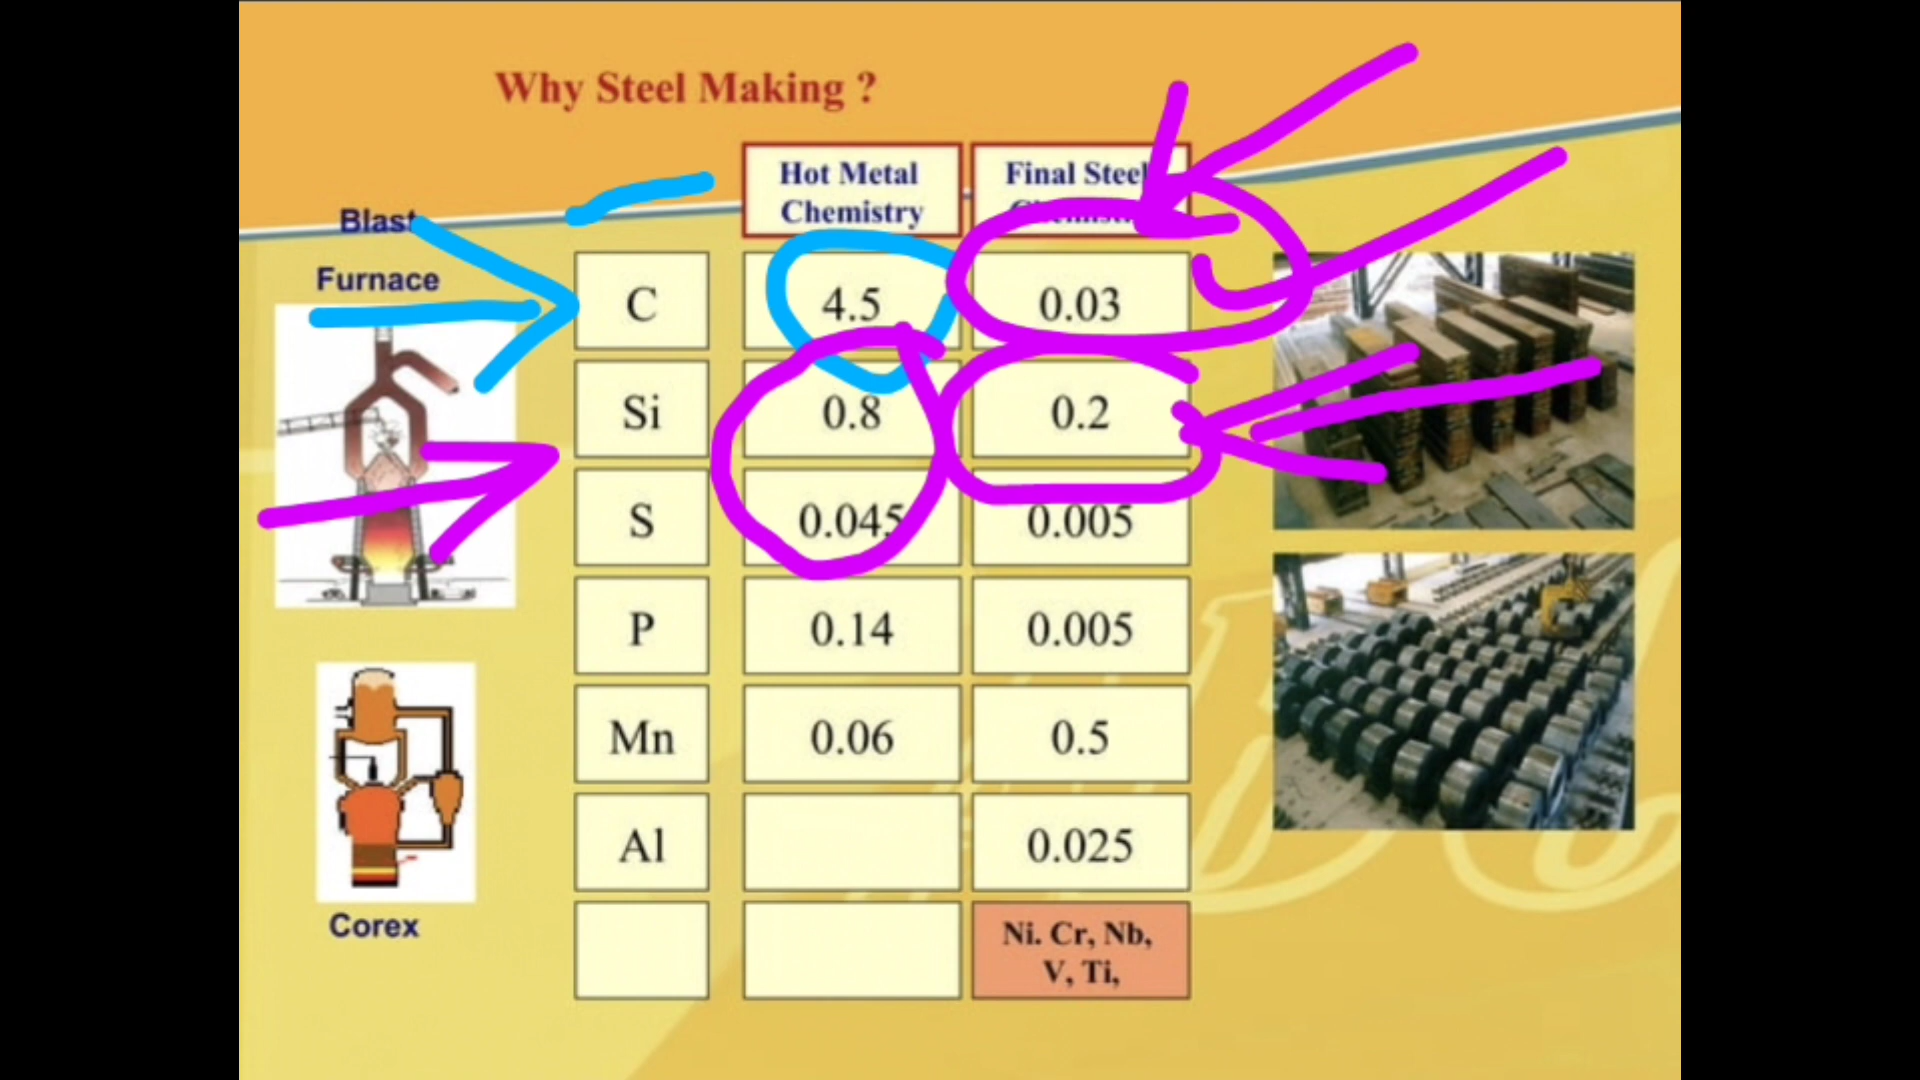 Why Steel Making ?
Hot Metal
Chemistry
Final Steel
Chemistry
Blast
Furnace
C 4.5 0.03
Si 0.8 0.2
S 0.045 0.005
P 0.14 0.005
Mn 0.06 0.5
Al 0.025
Corex
Ni. Cr, Nb,
V, Ti,